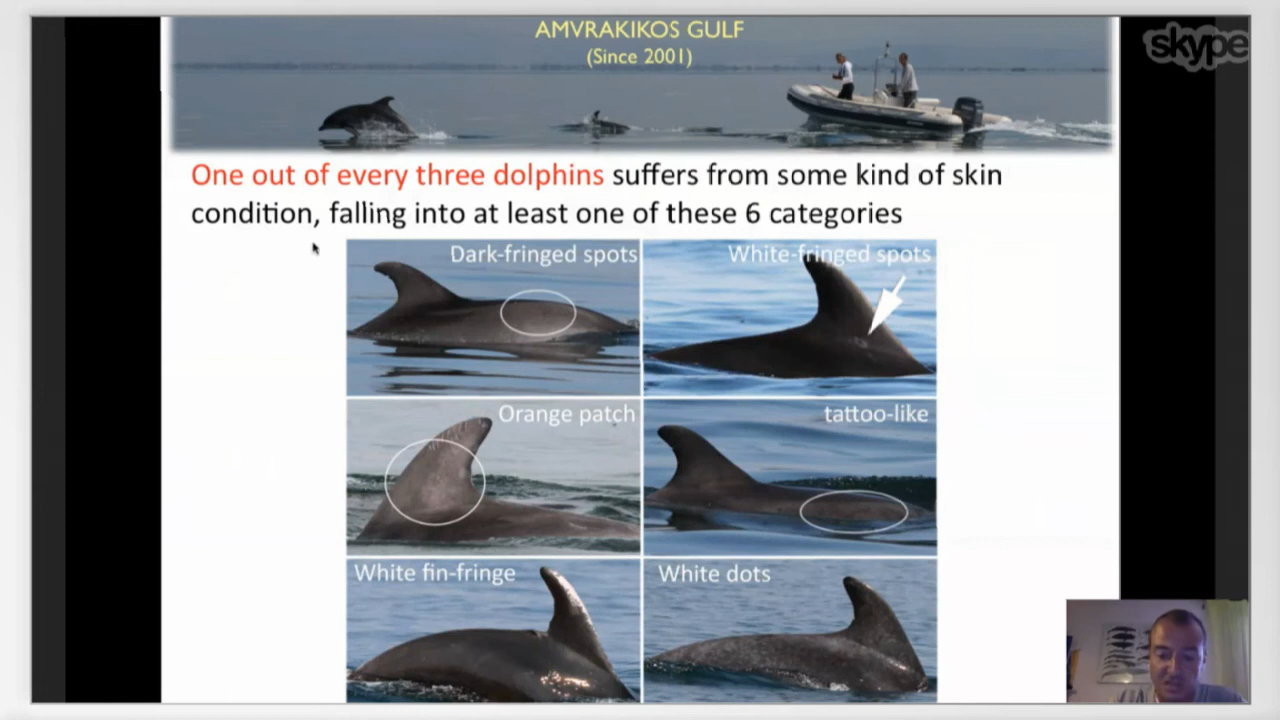 AMVRAKIKOS GULF
(Since 2001)
skype
One out of every three dolphins suffers from some kind of skin
condition, falling into at least one of these 6 categories
Dark-fringed spots
White-fringed spots
Orange patch
tattoo-like
White fin-fringe
White dots